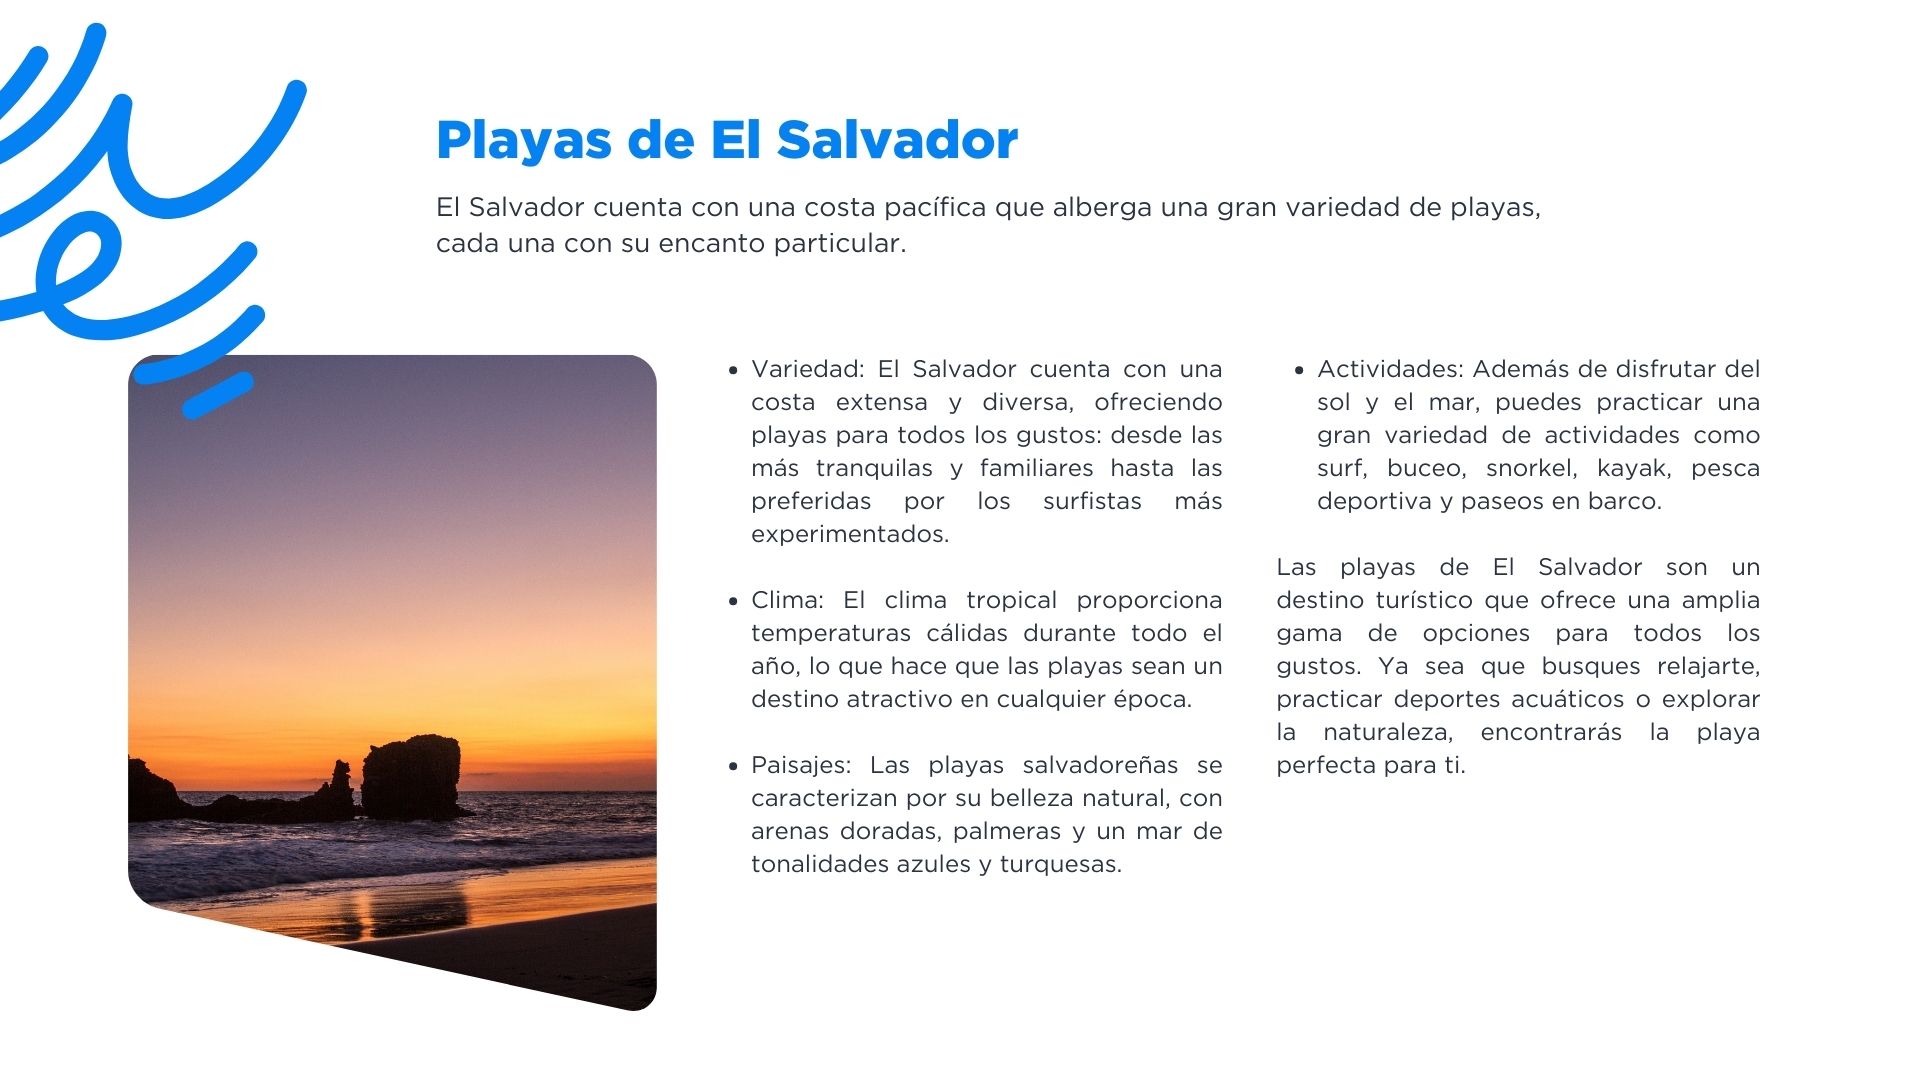 Playas de El Salvador
El Salvador cuenta con una costa pacífica que alberga una gran variedad de playas,
cada una con su encanto particular.
• Variedad: El Salvador cuenta con una
costa extensa y diversa, ofreciendo
playas para todos los gustos: desde las
más tranquilas y familiares hasta las
preferidas por los surfistas más
experimentados.
• Clima: El clima tropical proporciona
temperaturas cálidas durante todo el
año, lo que hace que las playas sean un
destino atractivo en cualquier época.
• Paisajes: Las playas salvadoreñas se
caracterizan por su belleza natural, con
arenas doradas, palmeras y un mar de
tonalidades azules y turquesas.
• Actividades: Además de disfrutar del
sol y el mar, puedes practicar una
gran variedad de actividades como
surf, buceo, snorkel, kayak, pesca
deportiva y paseos en barco.
Las playas de El Salvador son un
destino turístico que ofrece una amplia
gama de opciones para todos los
gustos. Ya sea que busques relajarte,
practicar deportes acuáticos o explorar
la naturaleza, encontrarás la playa
perfecta para ti.